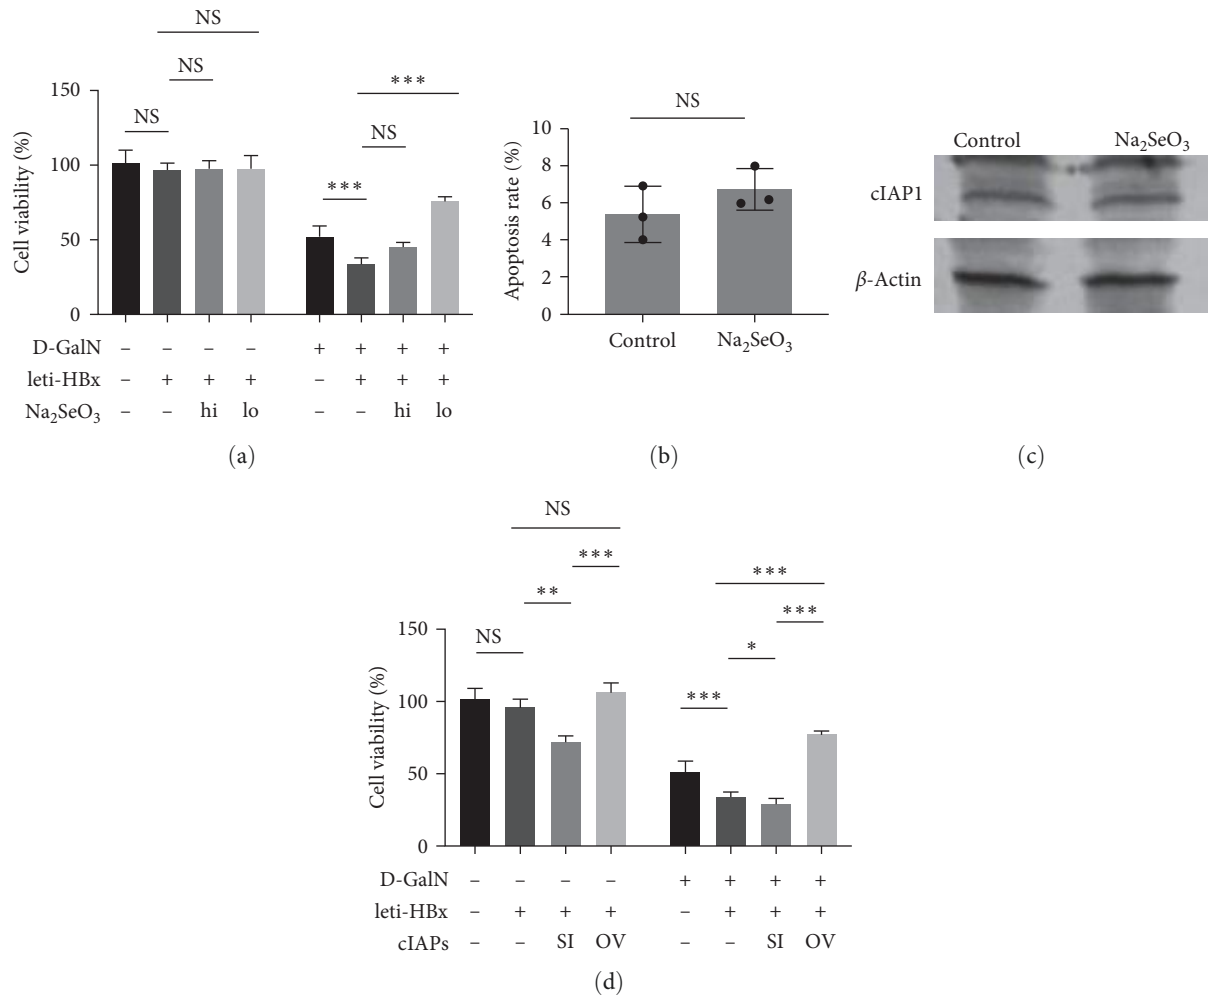 NS
NS
NS
***
NS
***
Cell viability (%)
150
100
50
0
D-GalN – – – – + + + +
leti-HBx – + + + – + + +
Na₂SeO₃ – – hi lo – – hi lo
(a)
NS
Apoptosis rate (%)
10
8
6
4
2
0
Control Na₂SeO₃
(b)
Control Na₂SeO₃
cIAP1
β-Actin
(c)
NS
***
**
NS
***
***
*
***
Cell viability (%)
150
100
50
0
D-GalN – – – – + + + +
leti-HBx – + + + – + + +
cIAPs – – SI OV – – SI OV
(d)